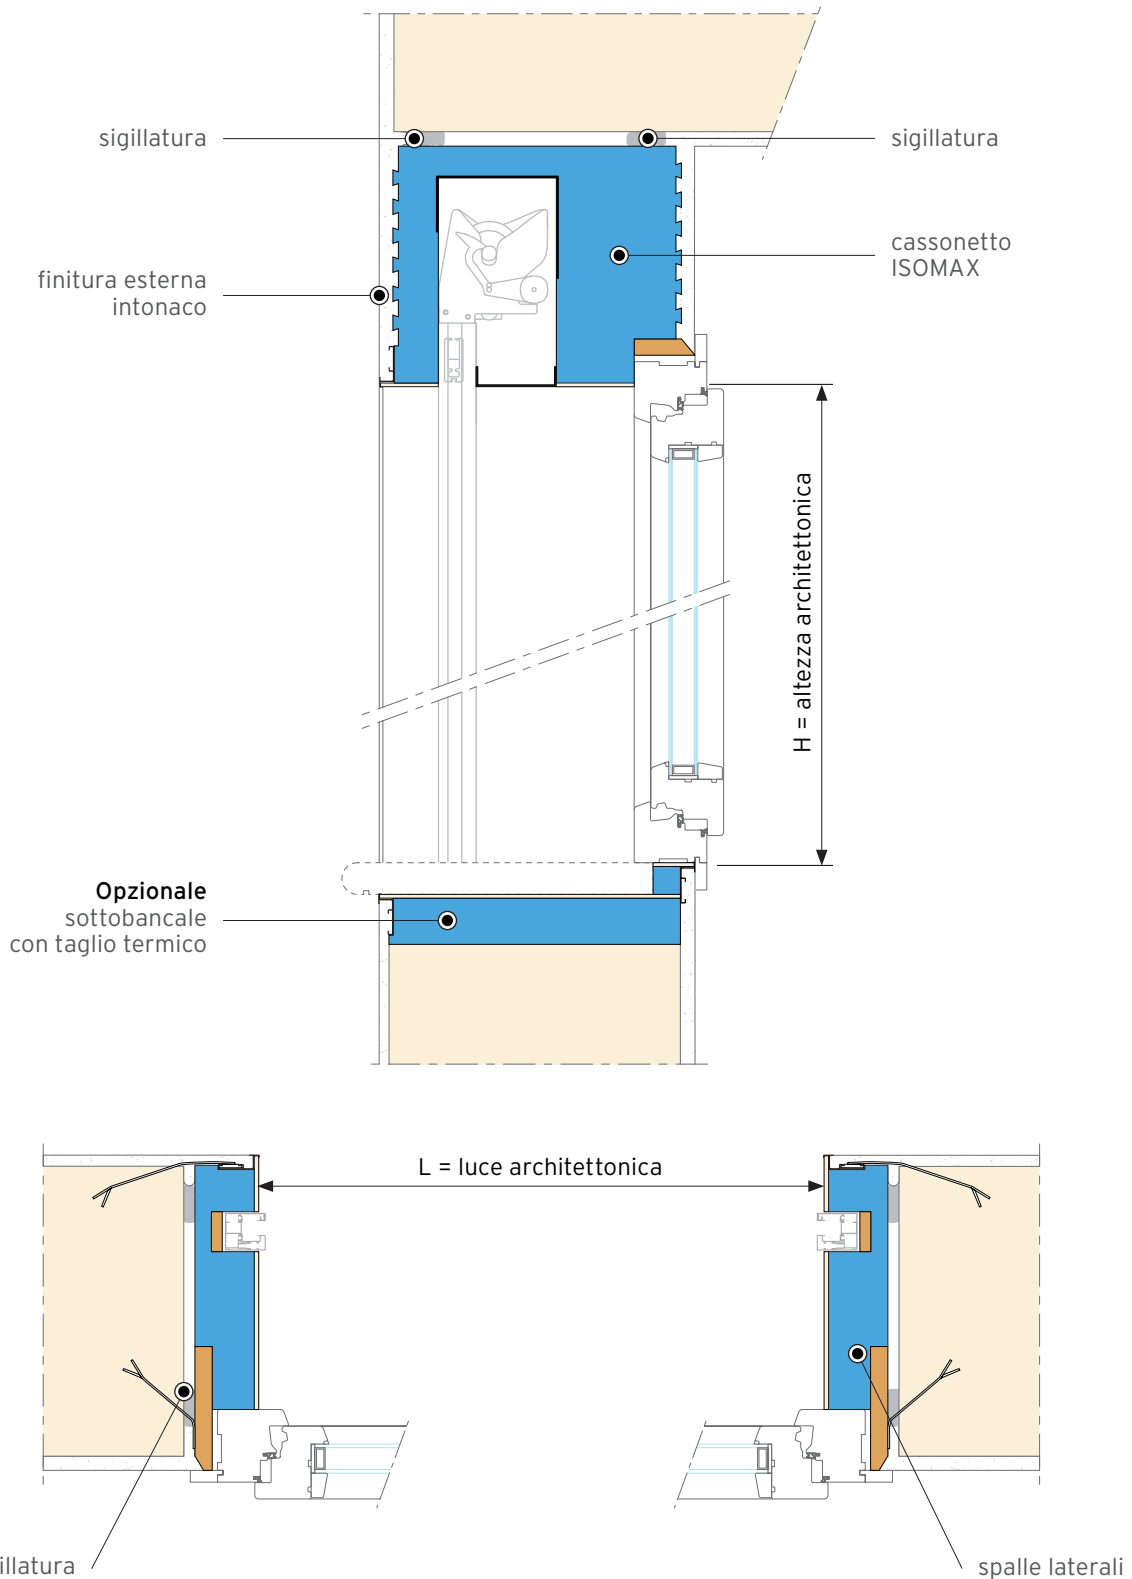 sigillatura
sigillatura
cassonetto
ISOMAX
finitura esterna
intonaco
H = altezza architettonica
Opzionale
sottobancale
con taglio termico
L = luce architettonica
illatura
spalle laterali